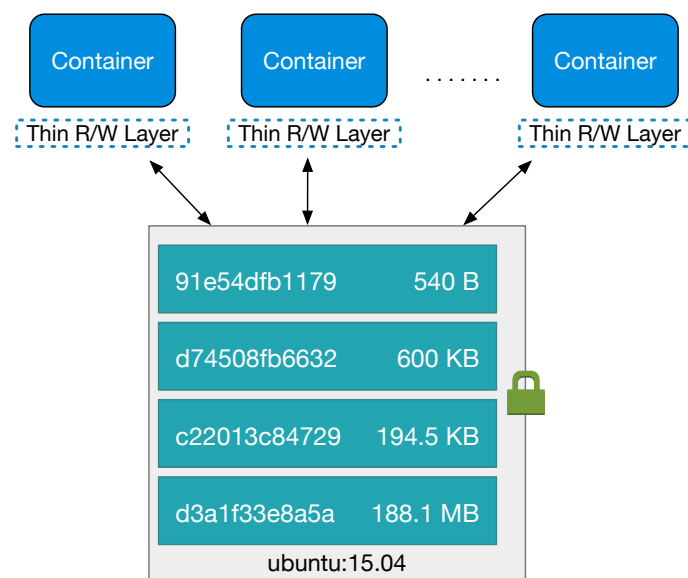 Container
Container
. . . . . . .
Container
Thin R/W Layer
Thin R/W Layer
Thin R/W Layer
91e54dfb1179 540 B
d74508fb6632 600 KB
c22013c84729 194.5 KB
d3a1f33e8a5a 188.1 MB
ubuntu:15.04